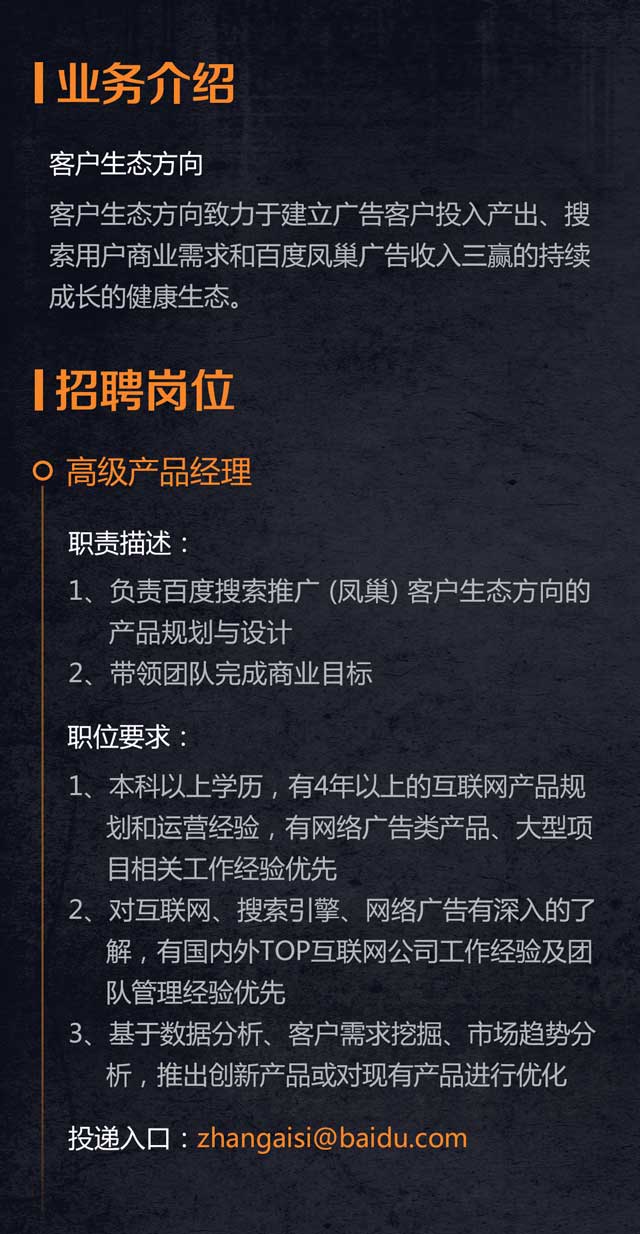 业务介绍
客户生态方向
客户生态方向致力于建立广告客户投入产出、搜
索用户商业需求和百度凤巢广告收入三赢的持续
成长的健康生态。
招聘岗位
高级产品经理
职责描述：
1、负责百度搜索推广 (凤巢) 客户生态方向的
产品规划与设计
2、带领团队完成商业目标
职位要求：
1、本科以上学历，有4年以上的互联网产品规
划和运营经验，有网络广告类产品、大型项
目相关工作经验优先
2、对互联网、搜索引擎、网络广告有深入的了
解，有国内外TOP互联网公司工作经验及团
队管理经验优先
3、基于数据分析、客户需求挖掘、市场趋势分
析，推出创新产品或对现有产品进行优化
投递入口：zhangaisi@baidu.com